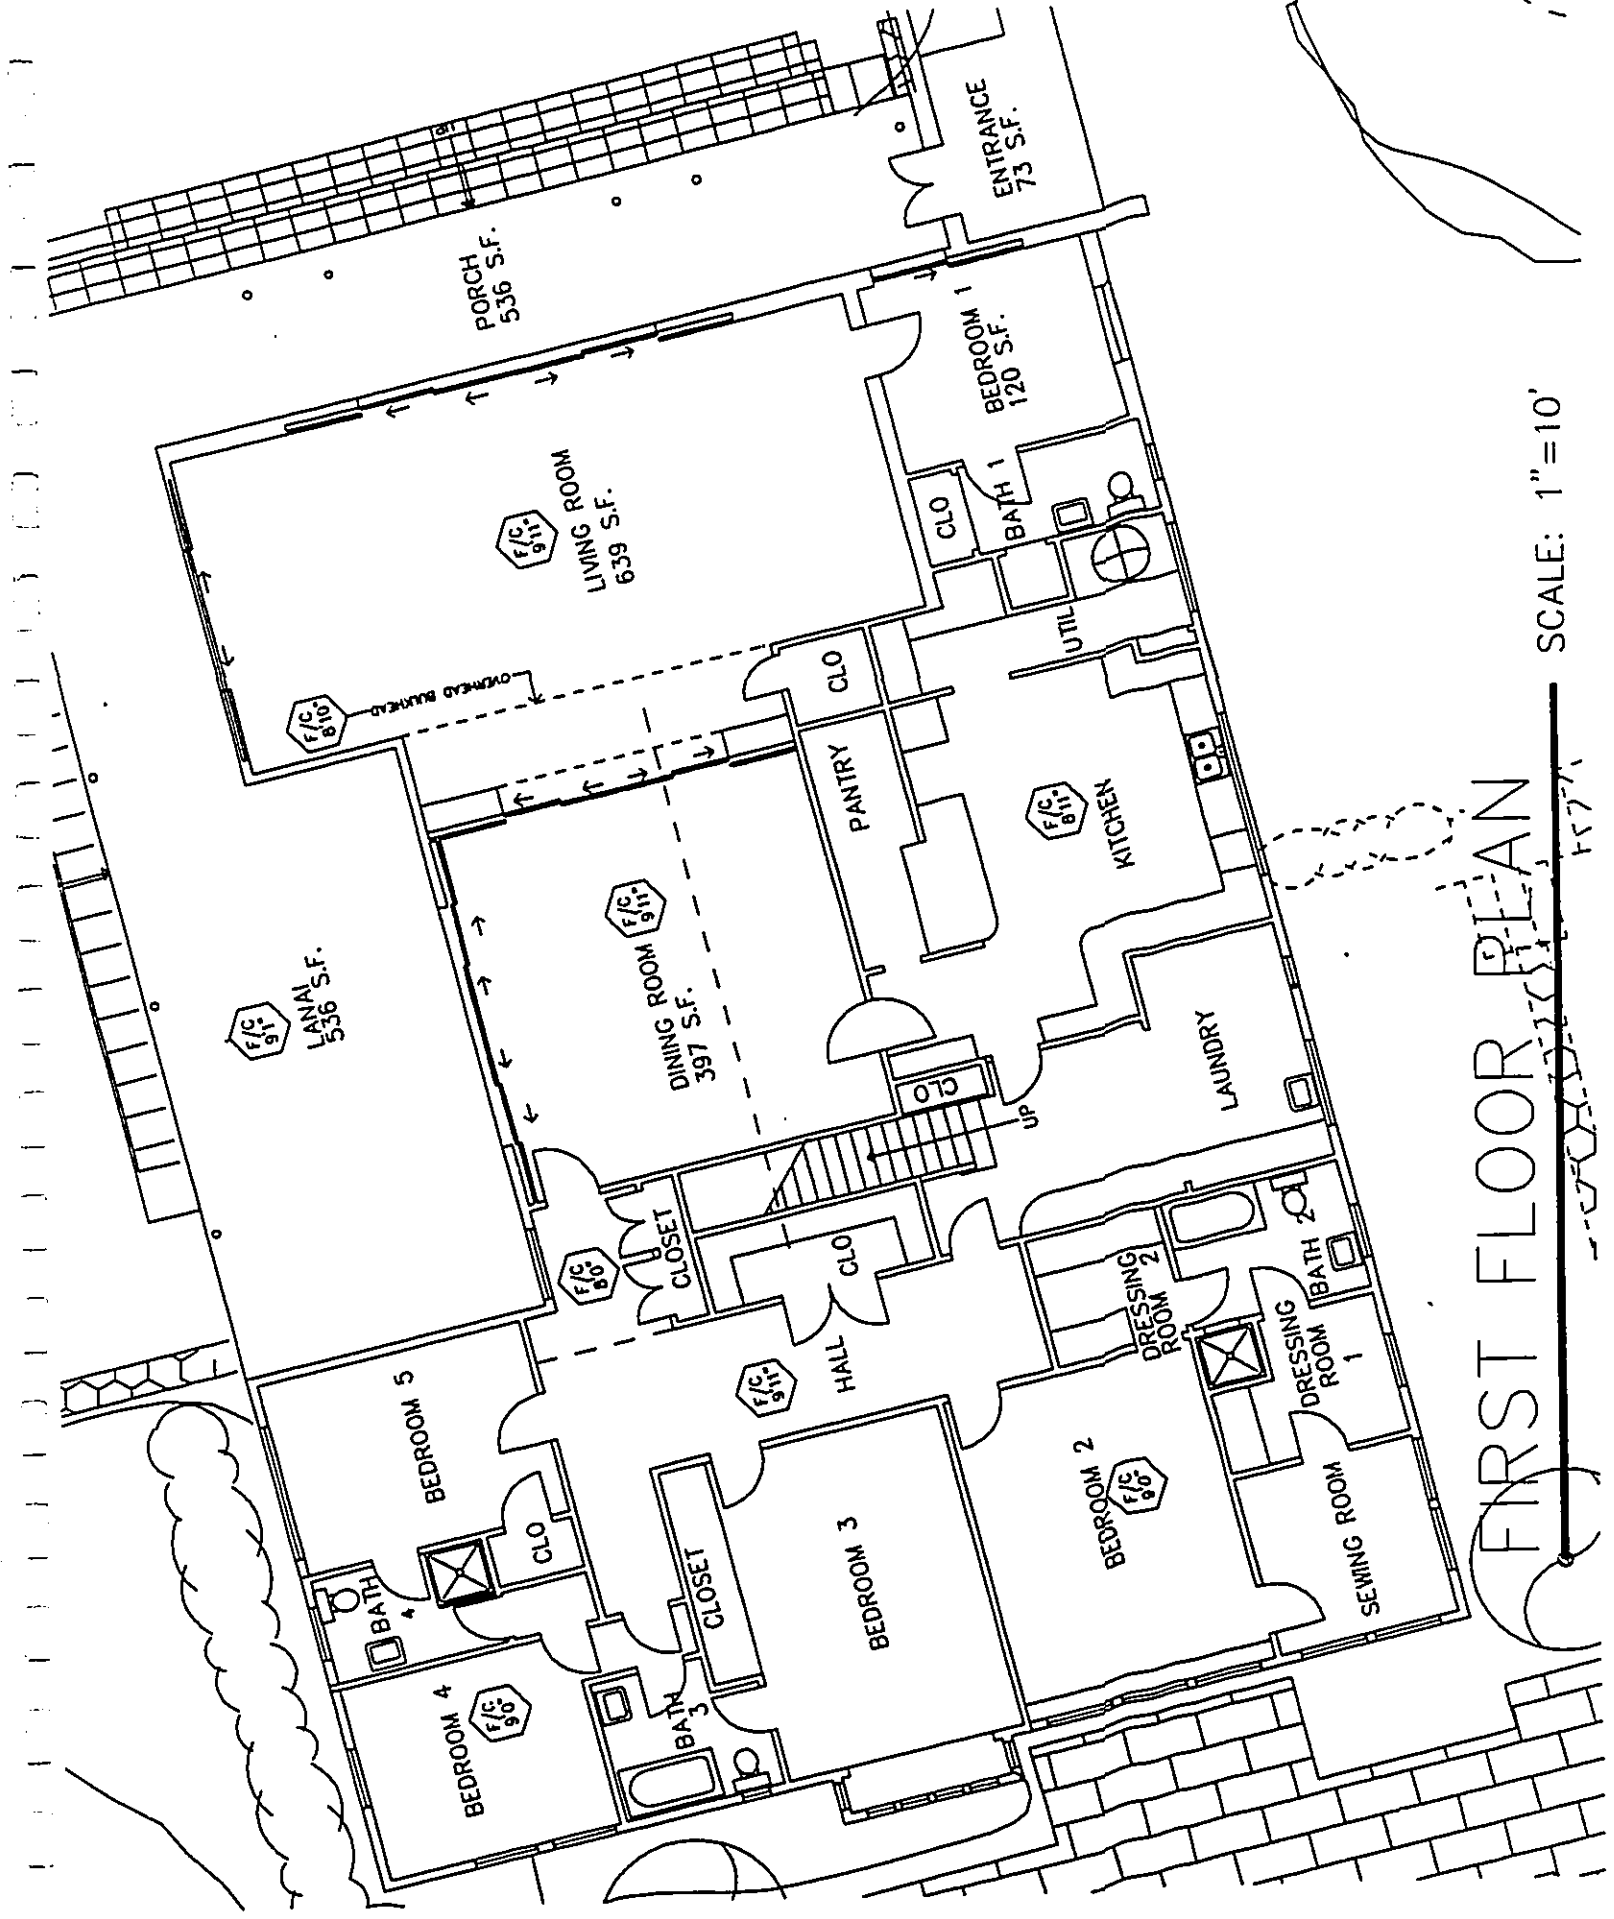 PORCH
536 S.F.
ENTRANCE
73 S.F.
F/C
9'11"
LIVING ROOM
639 S.F.
BEDROOM 1
120 S.F.
CLO
BATH 1
F/C
8'10"
OVERHEAD BULKHEAD
CLO
UTIL
PANTRY
F/C
8'11"
KITCHEN
F/C
9'1"
LANAI
536 S.F.
F/C
9'11"
DINING ROOM
397 S.F.
CLO
UP
LAUNDRY
F/C
8'0"
CLOSET
CLO
DRESSING
ROOM 2
BATH 2
DRESSING
ROOM
1
F/C
9'11"
HALL
BEDROOM 5
CLO
BATH
4
CLOSET
BEDROOM 3
BEDROOM 2
F/C
9'0"
SEWING ROOM
BEDROOM 4
F/C
9'0"
BATH
3
FIRST FLOOR PLAN
SCALE: 1"=10'